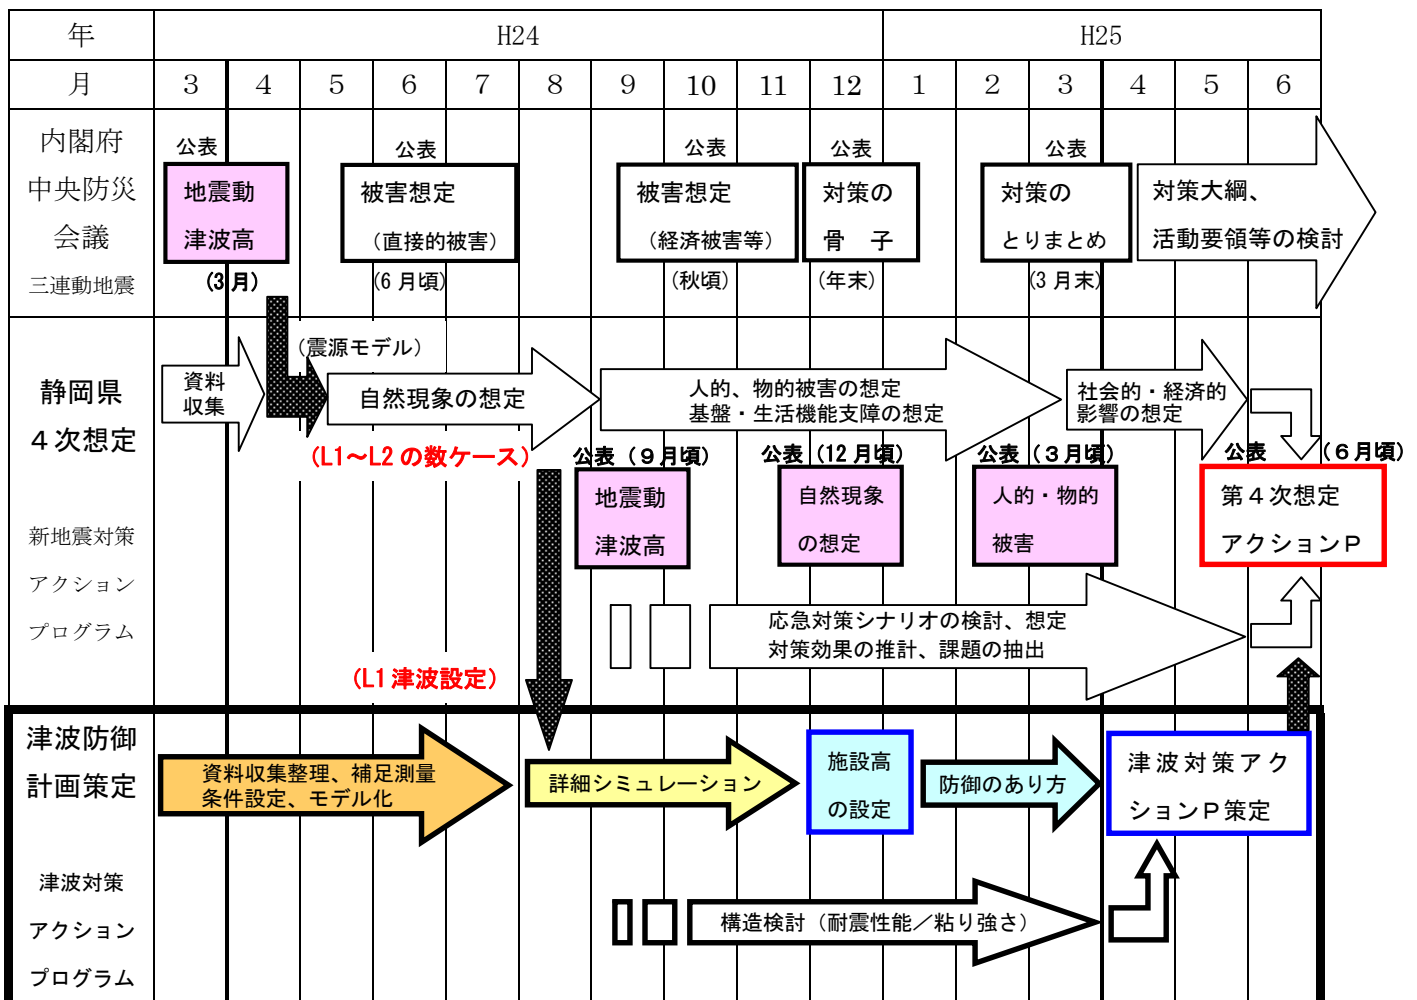 年 H24 H25
月 3 4 5 6 7 8 9 10 11 12 1 2 3 4 5 6
内閣府
中央防災
会議
三連動地震
公表
地震動
津波高
(3月)
公表
被害想定
(直接的被害)
(6月頃)
公表
被害想定
(経済被害等)
(秋頃)
公表
対策の
骨 子
(年末)
公表
対策の
とりまとめ
(3月末)
対策大綱、
活動要領等の検討
静岡県
4次想定
資料
収集
(震源モデル)
自然現象の想定
人的、物的被害の想定
基盤・生活機能支障の想定
社会的・経済的
影響の想定
(L1~L2の数ケース)
公表(9月頃)
地震動
津波高
公表(12月頃)
自然現象
の想定
公表(3月頃)
人的・物的
被害
公表 (6月頃)
第4次想定
アクションP
新地震対策
アクション
プログラム
応急対策シナリオの検討、想定
対策効果の推計、課題の抽出
(L1津波設定)
津波防御
計画策定
資料収集整理、補足測量
条件設定、モデル化
詳細シミュレーション
施設高
の設定
防御のあり方
津波対策アク
ションP策定
津波対策
アクション
プログラム
構造検討(耐震性能/粘り強さ)